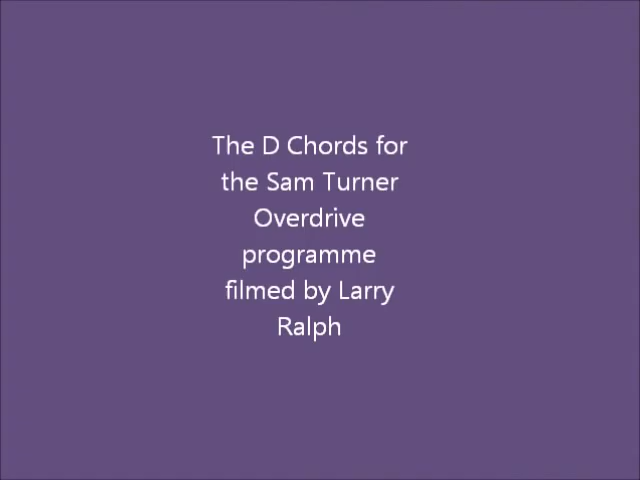 The D Chords for
the Sam Turner
Overdrive
programme
filmed by Larry
Ralph